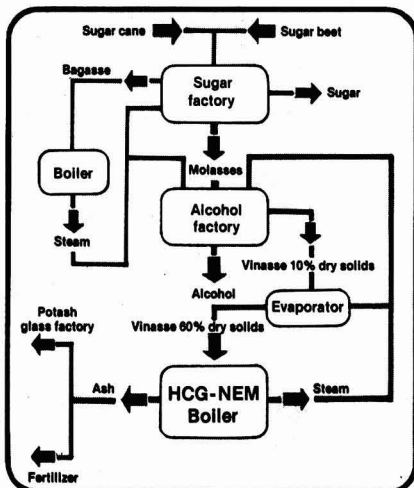 Sugar cane
Sugar beet
Bagasse
Sugar
factory
Sugar
Boiler
Molasses
Steam
Alcohol
factory
Vinasse 10% dry solids
Alcohol
Evaporator
Potash
glass factory
Vinasse 60% dry solids
Ash
HCG-NEM
Boiler
Steam
Fertilizer